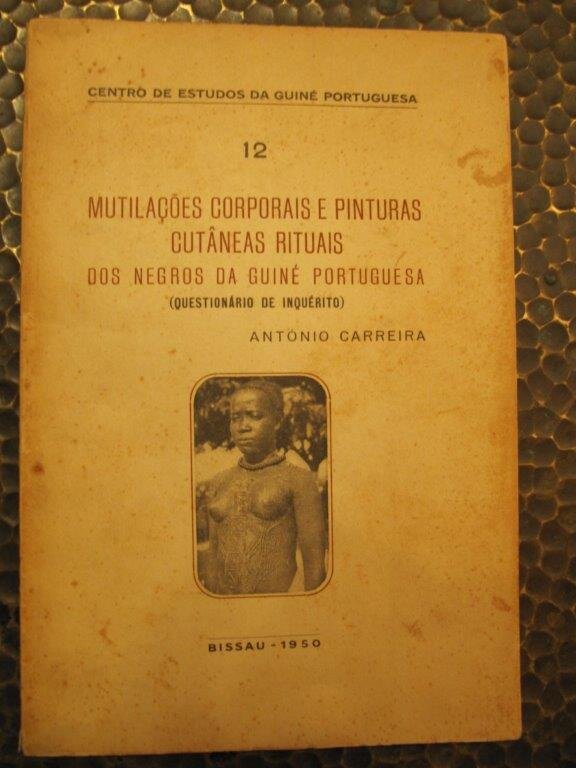 CENTRO DE ESTUDOS DA GUINÉ PORTUGUESA
12
MUTILAÇÕES CORPORAIS E PINTURAS
CUTÂNEAS RITUAIS
DOS NEGROS DA GUINÉ PORTUGUESA
(QUESTIONÁRIO DE INQUÉRITO)
ANTÓNIO CARREIRA
BISSAU - 1950